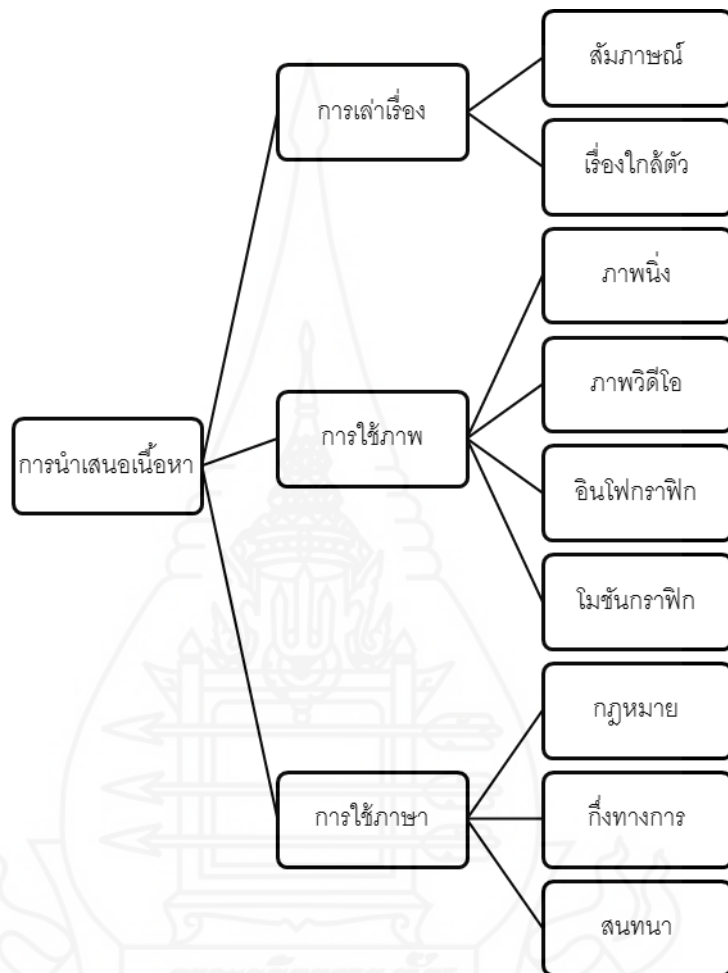 การนำเสนอเนื้อหา
การเล่าเรื่อง
สัมภาษณ์
เรื่องใกล้ตัว
การใช้ภาพ
ภาพนิ่ง
ภาพวิดีโอ
อินโฟกราฟิก
โมชันกราฟิก
การใช้ภาษา
กฎหมาย
กึ่งทางการ
สนทนา